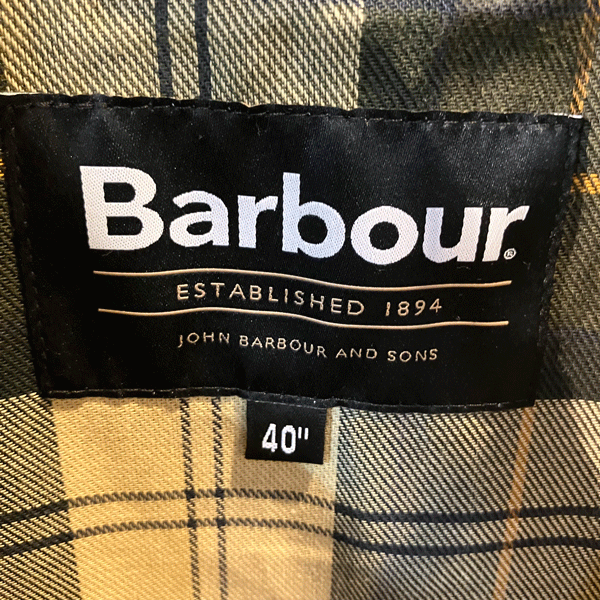 Barbour®
ESTABLISHED 1894
JOHN BARBOUR AND SONS
40"